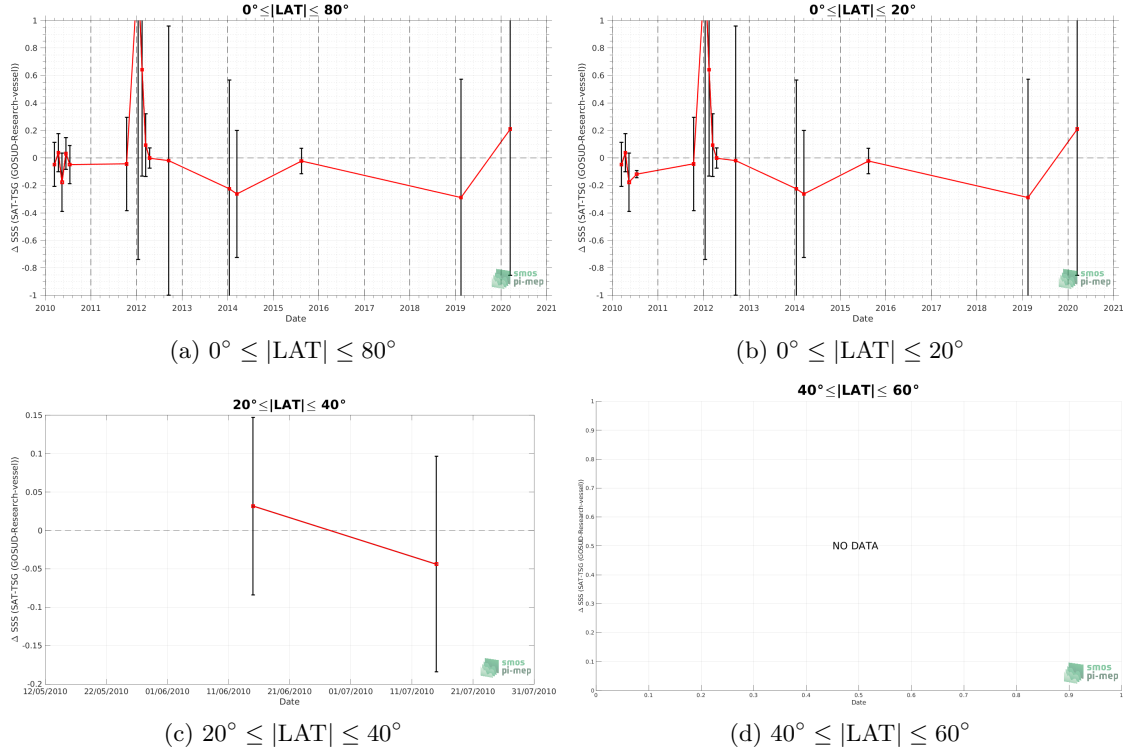 0°≤|LAT|≤ 80°
Δ SSS (SAT-TSG (GOSUD-Research-vessel))
1
0.8
0.6
0.4
0.2
0
-0.2
-0.4
-0.6
-0.8
-1
2010 2011 2012 2013 2014 2015 2016 2017 2018 2019 2020 2021
Date
smos
pi-mep
(a) 0° ≤ |LAT| ≤ 80°
0°≤|LAT|≤ 20°
Δ SSS (SAT-TSG (GOSUD-Research-vessel))
1
0.8
0.6
0.4
0.2
0
-0.2
-0.4
-0.6
-0.8
-1
2010 2011 2012 2013 2014 2015 2016 2017 2018 2019 2020 2021
Date
smos
pi-mep
(b) 0° ≤ |LAT| ≤ 20°
20°≤|LAT|≤ 40°
Δ SSS (SAT-TSG (GOSUD-Research-vessel))
0.15
0.1
0.05
0
-0.05
-0.1
-0.15
-0.2
12/05/2010 22/05/2010 01/06/2010 11/06/2010 21/06/2010 01/07/2010 11/07/2010 21/07/2010 31/07/2010
Date
smos
pi-mep
(c) 20° ≤ |LAT| ≤ 40°
40°≤|LAT|≤ 60°
Δ SSS (SAT-TSG (GOSUD-Research-vessel))
1
0.9
0.8
0.7
0.6
0.5
0.4
0.3
0.2
0.1
0
NO DATA
0 0.1 0.2 0.3 0.4 0.5 0.6 0.7 0.8 0.9 1
Date
smos
pi-mep
(d) 40° ≤ |LAT| ≤ 60°